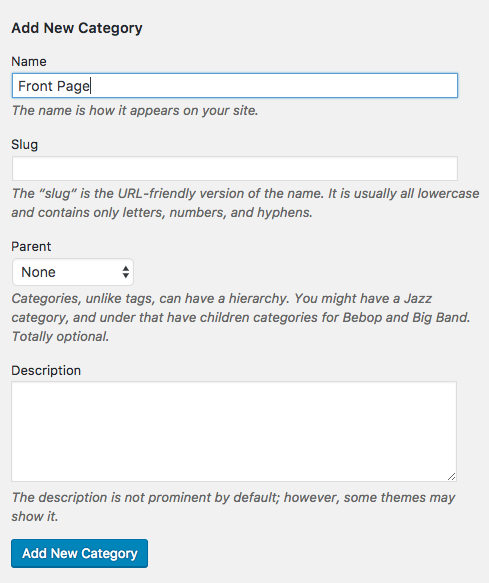 Add New Category
Name
Front Page
The name is how it appears on your site.
Slug
The “slug” is the URL-friendly version of the name. It is usually all lowercase
and contains only letters, numbers, and hyphens.
Parent
None
Categories, unlike tags, can have a hierarchy. You might have a Jazz
category, and under that have children categories for Bebop and Big Band.
Totally optional.
Description
The description is not prominent by default; however, some themes may
show it.
Add New Category